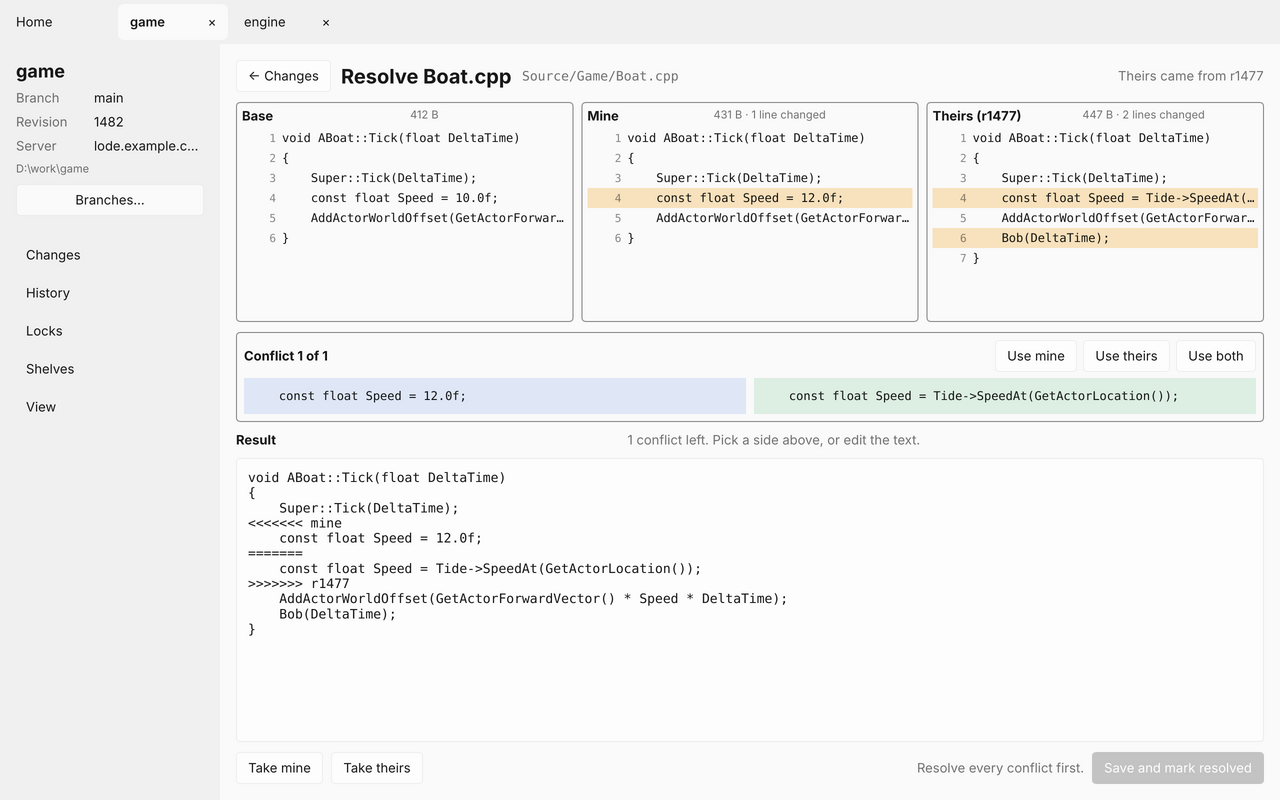 Home
game ×
engine ×
game
Branch main
Revision 1482
Server lode.example.c...
D:\work\game
Branches...
Changes
History
Locks
Shelves
View
← Changes
Resolve Boat.cpp
Source/Game/Boat.cpp
Theirs came from r1477
Base 412 B
1 void ABoat::Tick(float DeltaTime)
2 {
3     Super::Tick(DeltaTime);
4     const float Speed = 10.0f;
5     AddActorWorldOffset(GetActorForwar…
6 }
Mine 431 B · 1 line changed
1 void ABoat::Tick(float DeltaTime)
2 {
3     Super::Tick(DeltaTime);
4     const float Speed = 12.0f;
5     AddActorWorldOffset(GetActorForwar…
6 }
Theirs (r1477) 447 B · 2 lines changed
1 void ABoat::Tick(float DeltaTime)
2 {
3     Super::Tick(DeltaTime);
4     const float Speed = Tide->SpeedAt(…
5     AddActorWorldOffset(GetActorForwar…
6     Bob(DeltaTime);
7 }
Conflict 1 of 1
Use mine
Use theirs
Use both
const float Speed = 12.0f;
const float Speed = Tide->SpeedAt(GetActorLocation());
Result
1 conflict left. Pick a side above, or edit the text.
void ABoat::Tick(float DeltaTime)
{
    Super::Tick(DeltaTime);
<<<<<<< mine
    const float Speed = 12.0f;
=======
    const float Speed = Tide->SpeedAt(GetActorLocation());
>>>>>>> r1477
    AddActorWorldOffset(GetActorForwardVector() * Speed * DeltaTime);
    Bob(DeltaTime);
}
Take mine
Take theirs
Resolve every conflict first.
Save and mark resolved